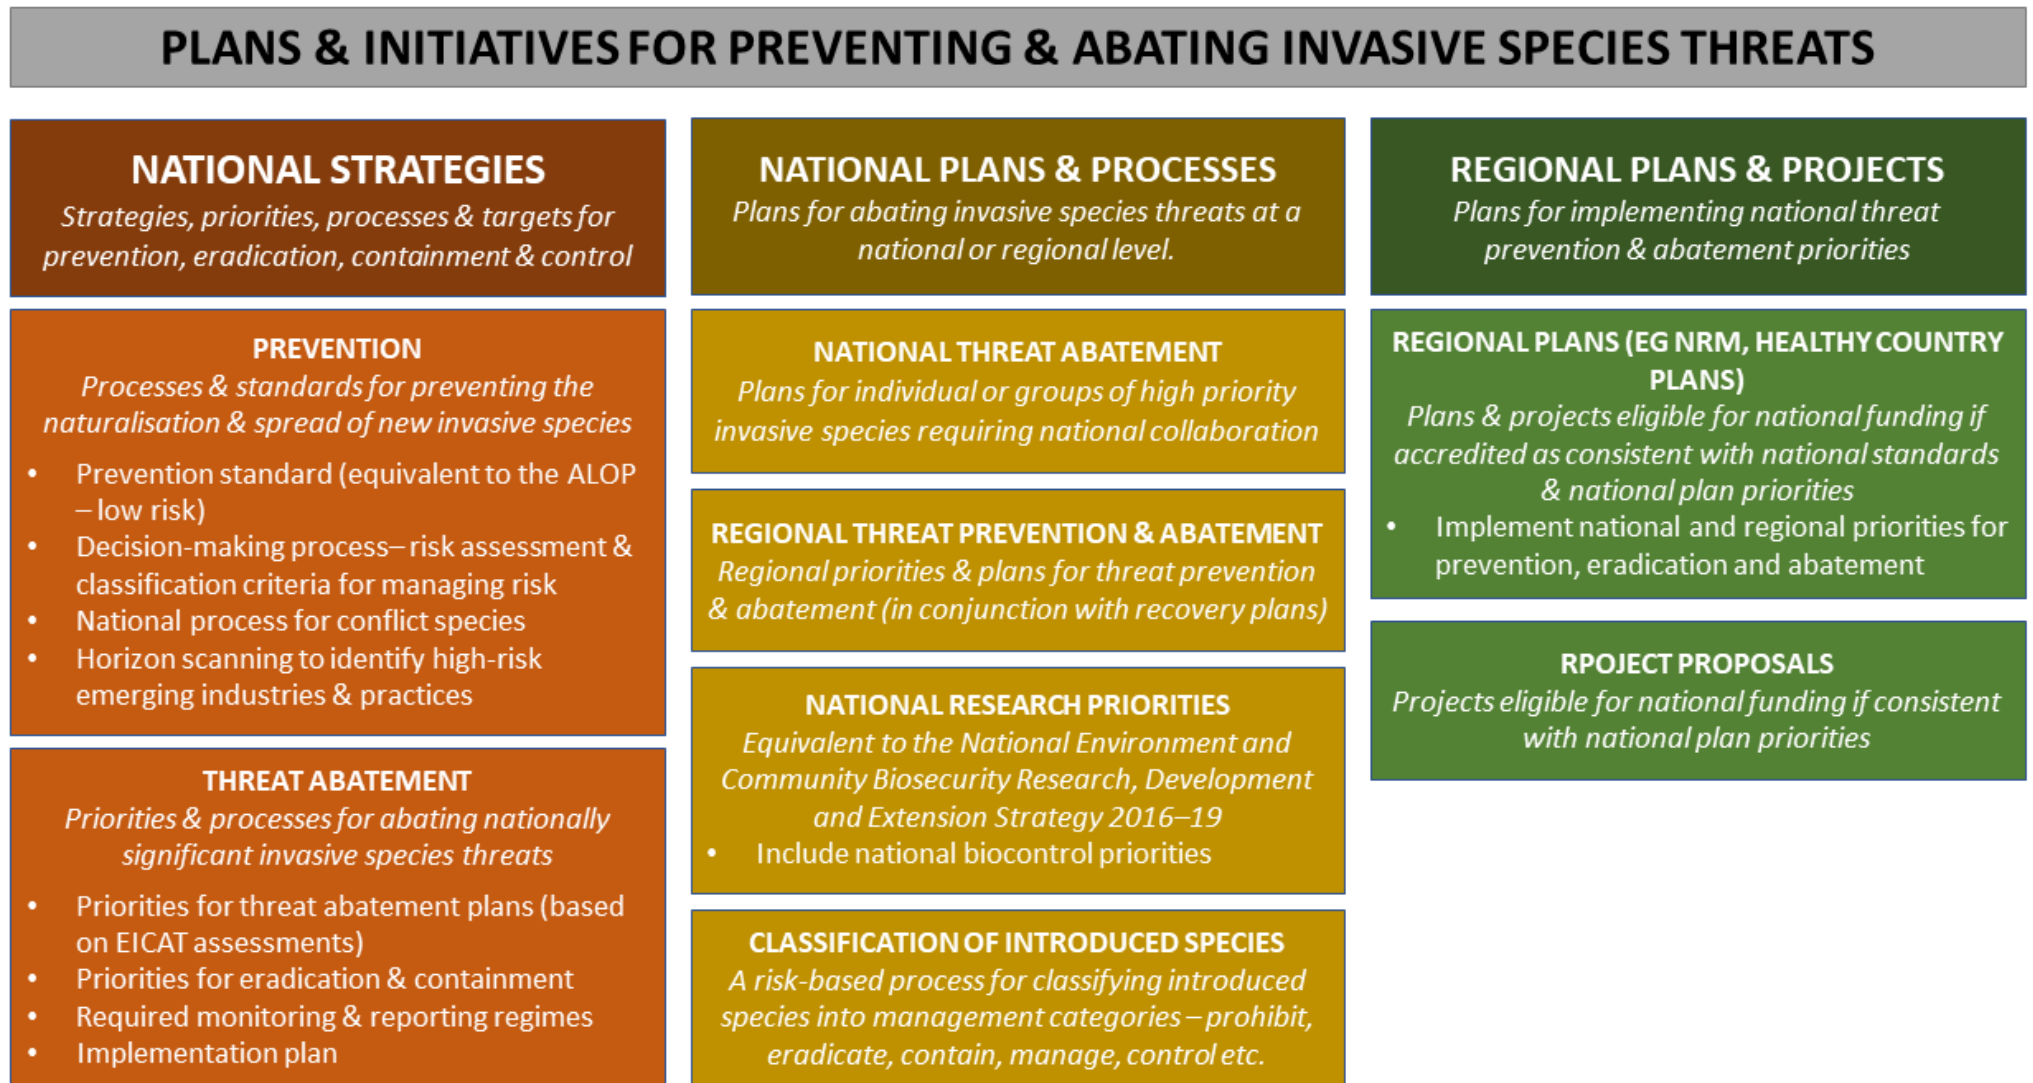 PLANS & INITIATIVES FOR PREVENTING & ABATING INVASIVE SPECIES THREATS
NATIONAL STRATEGIES
Strategies, priorities, processes & targets for
prevention, eradication, containment & control
PREVENTION
Processes & standards for preventing the
naturalisation & spread of new invasive species
• Prevention standard (equivalent to the ALOP
– low risk)
• Decision-making process– risk assessment &
classification criteria for managing risk
• National process for conflict species
• Horizon scanning to identify high-risk
emerging industries & practices
THREAT ABATEMENT
Priorities & processes for abating nationally
significant invasive species threats
• Priorities for threat abatement plans (based
on EICAT assessments)
• Priorities for eradication & containment
• Required monitoring & reporting regimes
• Implementation plan
NATIONAL PLANS & PROCESSES
Plans for abating invasive species threats at a
national or regional level.
NATIONAL THREAT ABATEMENT
Plans for individual or groups of high priority
invasive species requiring national collaboration
REGIONAL THREAT PREVENTION & ABATEMENT
Regional priorities & plans for threat prevention
& abatement (in conjunction with recovery plans)
NATIONAL RESEARCH PRIORITIES
Equivalent to the National Environment and
Community Biosecurity Research, Development
and Extension Strategy 2016–19
• Include national biocontrol priorities
CLASSIFICATION OF INTRODUCED SPECIES
A risk-based process for classifying introduced
species into management categories – prohibit,
eradicate, contain, manage, control etc.
REGIONAL PLANS & PROJECTS
Plans for implementing national threat
prevention & abatement priorities
REGIONAL PLANS (EG NRM, HEALTHY COUNTRY
PLANS)
Plans & projects eligible for national funding if
accredited as consistent with national standards
& national plan priorities
• Implement national and regional priorities for
prevention, eradication and abatement
RPOJECT PROPOSALS
Projects eligible for national funding if consistent
with national plan priorities